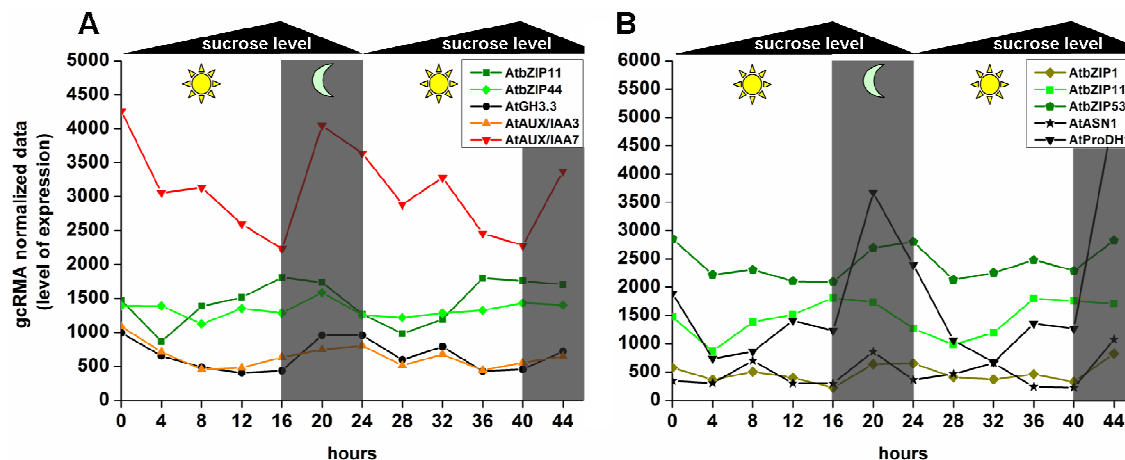 A
sucrose level
sucrose level
5000
4500
4000
3500
3000
2500
2000
1500
1000
500
0
gcRMA normalized data
(level of expression)
AtbZIP11
AtbZIP44
AtGH3.3
AtAUX/IAA3
AtAUX/IAA7
0 4 8 12 16 20 24 28 32 36 40 44
hours
B
sucrose level
sucrose level
6000
5500
5000
4500
4000
3500
3000
2500
2000
1500
1000
500
0
AtbZIP1
AtbZIP11
AtbZIP53
AtASN1
AtProDH
0 4 8 12 16 20 24 28 32 36 40 44
hours